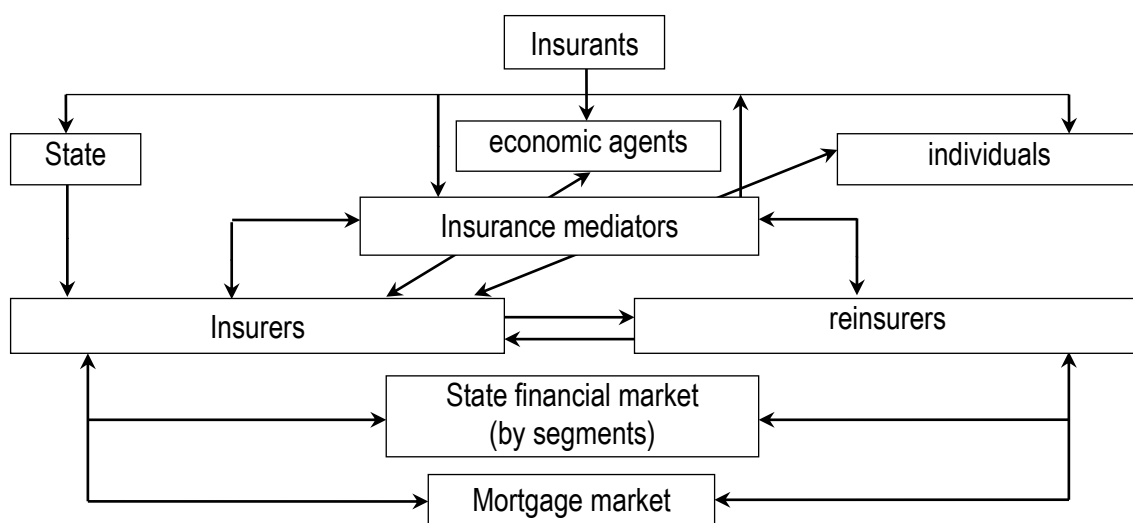 Insurants
State
economic agents
individuals
Insurance mediators
Insurers
reinsurers
State financial market
(by segments)
Mortgage market